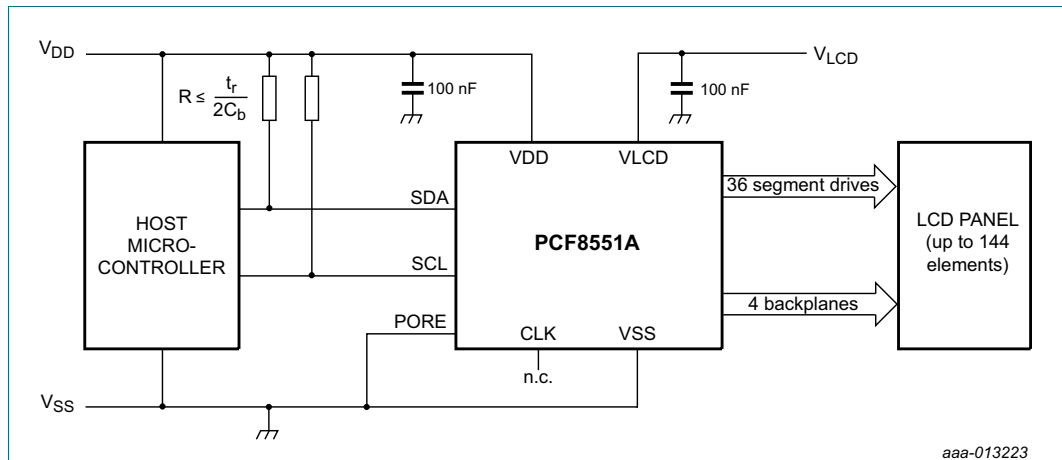 VDD
R ≤ tr
2Cb
100 nF
VLCD
100 nF
HOST
MICRO-
CONTROLLER
SDA
SCL
PORE
VDD
VLCD
PCF8551A
CLK
VSS
n.c.
36 segment drives
4 backplanes
LCD PANEL
(up to 144
elements)
VSS
aaa-013223